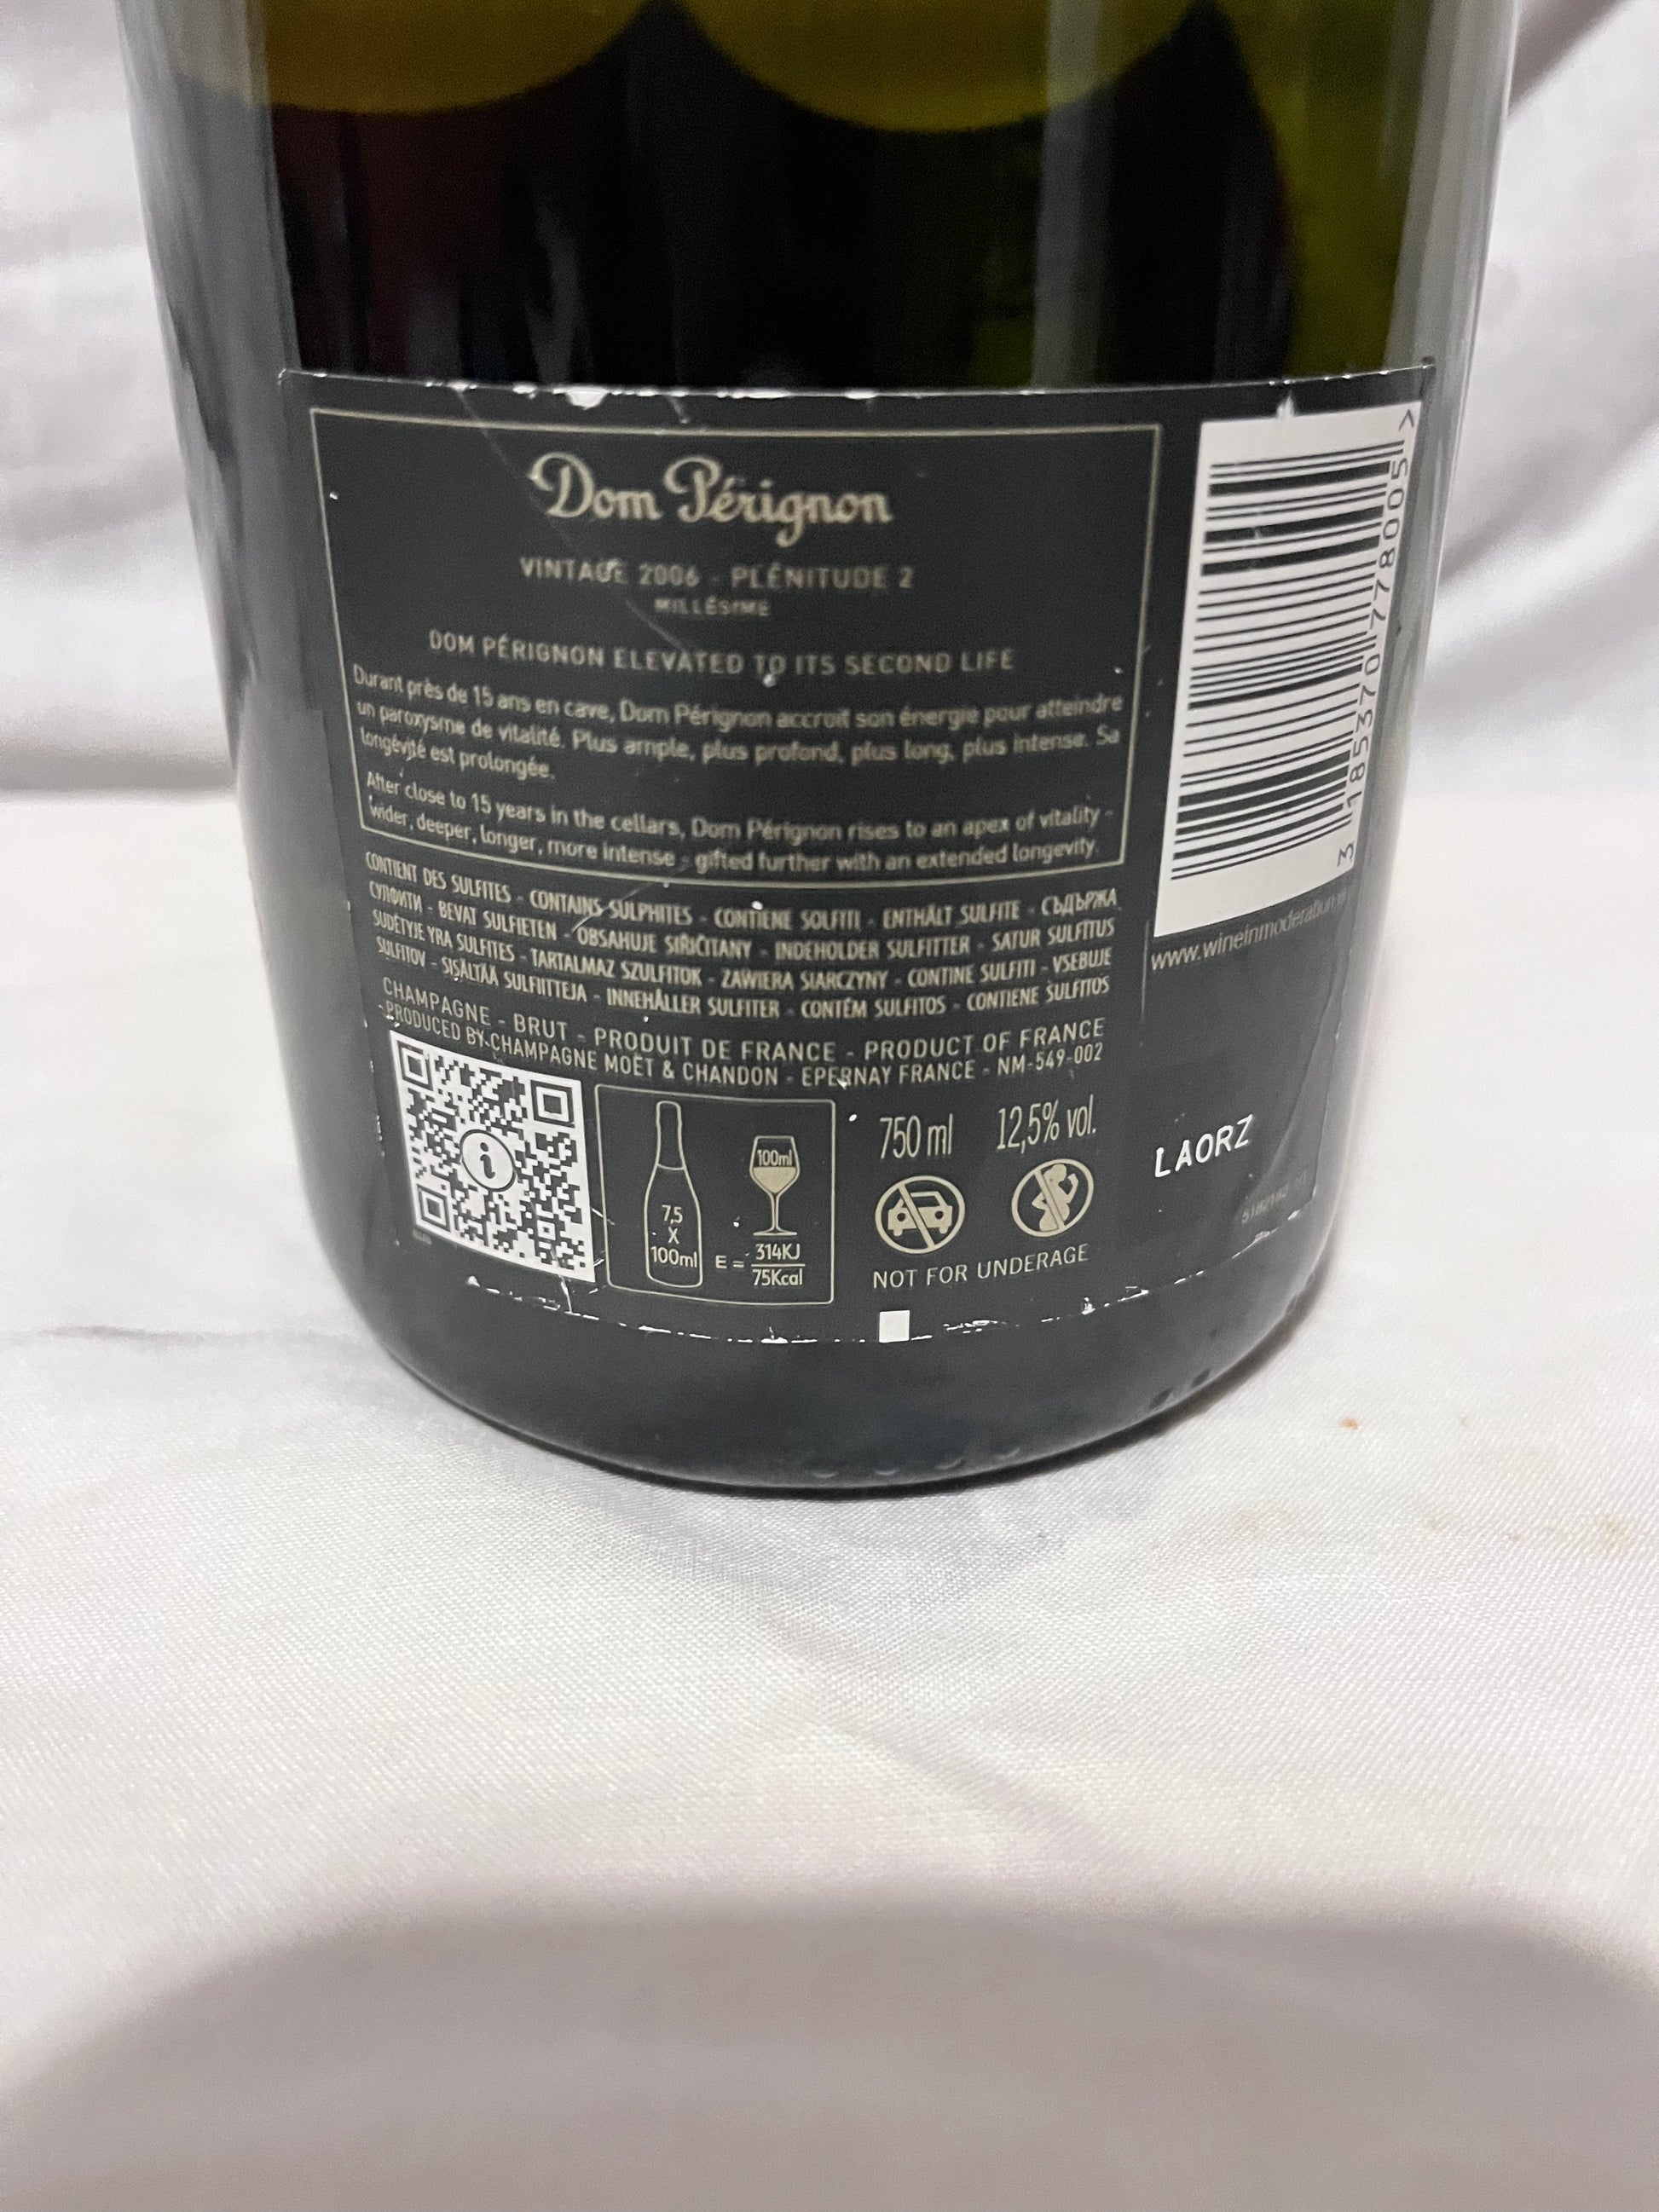 Dom Pérignon
VINTAGE 2006 - PLÉNITUDE 2
MILLÉSIME
DOM PÉRIGNON ELEVATED TO ITS SECOND LIFE
Durant près de 15 ans en cave, Dom Pérignon accroit son énergie pour atteindre
un paroxysme de vitalité. Plus ample, plus profond, plus long, plus intense. Sa
longévité est prolongée.
After close to 15 years in the cellars, Dom Pérignon rises to an apex of vitality -
wider, deeper, longer, more intense - gifted further with an extended longevity.
CONTIENT DES SULFITES - CONTAINS SULPHITES - CONTIENE SOLFITI - ENTHÄLT SULFITE - СЪДЪРЖА
СУЛФИТИ - BEVAT SULFIETEN - OBSAHUJE SIŘIČITANY - INDEHOLDER SULFITTER - SATUR SULFĪTUS
SUDĖTYJE YRA SULFITES - TARTALMAZ SZULFITOK - ZAWIERA SIARCZYNY - CONTINE SULFITI - VSEBUJE
SULFITOV - SISÄLTÄÄ SULFIITTEJA - INNEHÅLLER SULFITER - CONTÉM SULFITOS - CONTIENE SULFITOS
CHAMPAGNE - BRUT - PRODUIT DE FRANCE - PRODUCT OF FRANCE
- PRODUCED BY CHAMPAGNE MOËT & CHANDON - EPERNAY FRANCE - NM-549-002
i
7,5
X
100ml
100ml
E = 314KJ
75Kcal
750 ml 12,5% vol.
NOT FOR UNDERAGE
3 185370 778005 >
www.wineinmoderation
LAORZ